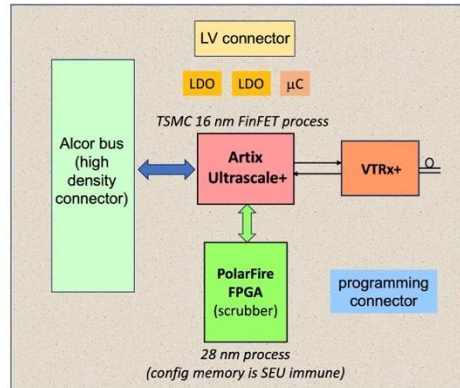 LV connector
LDO
LDO
μC
TSMC 16 nm FinFET process
Alcor bus
(high
density
connector)
Artix
Ultrascale+
VTRx+
PolarFire
FPGA
(scrubber)
programming
connector
28 nm process
(config memory is SEU immune)